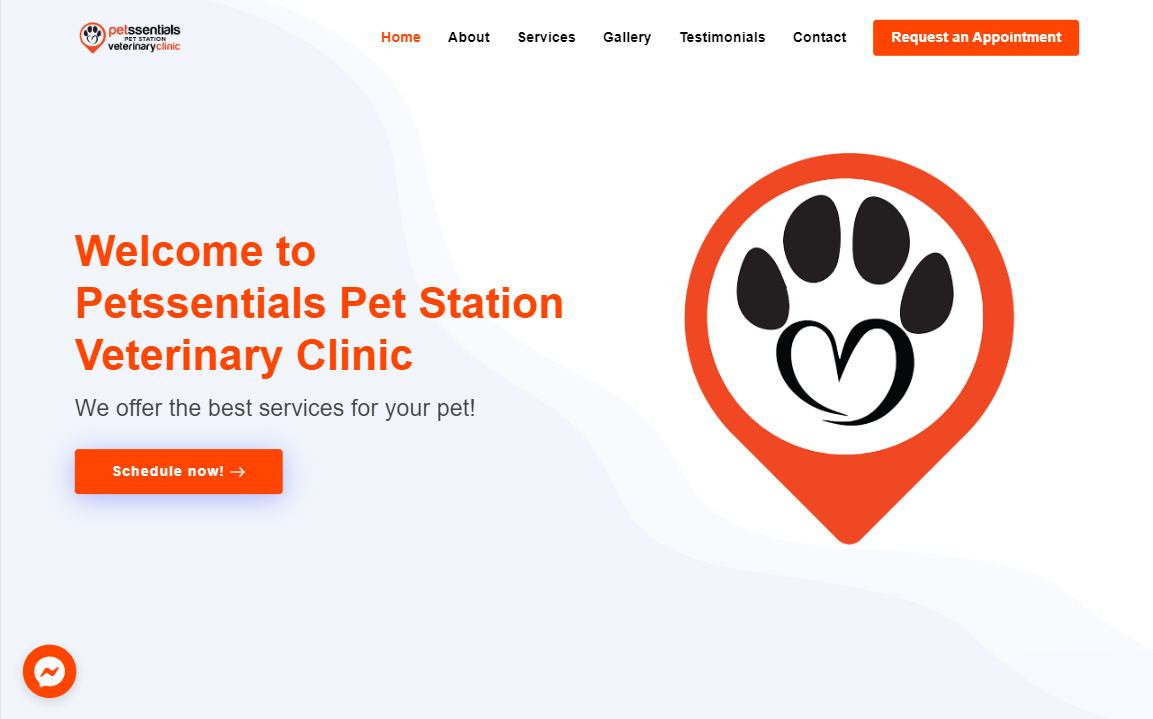 petssentials
PET STATION
veterinaryclinic
Home
About
Services
Gallery
Testimonials
Contact
Request an Appointment
Welcome to
Petssentials Pet Station
Veterinary Clinic
We offer the best services for your pet!
Schedule now! →